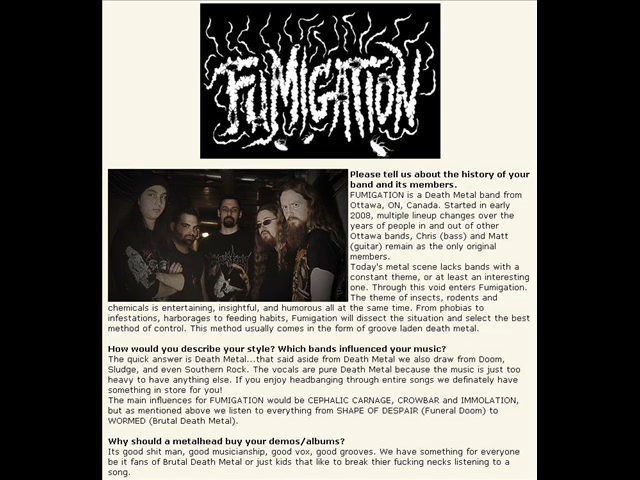 FUMIGATION
Please tell us about the history of your
band and its members.
FUMIGATION is a Death Metal band from
Ottawa, ON, Canada. Started in early
2008, multiple lineup changes over the
years of people in and out of other
Ottawa bands, Chris (bass) and Matt
(guitar) remain as the only original
members.
Today's metal scene lacks bands with a
constant theme, or at least an interesting
one. Through this void enters Fumigation.
The theme of insects, rodents and
chemicals is entertaining, insightful, and humorous all at the same time. From phobias to
infestations, harborages to feeding habits, Fumigation will dissect the situation and select the best
method of control. This method usually comes in the form of groove laden death metal.
How would you describe your style? Which bands influenced your music?
The quick answer is Death Metal...that said aside from Death Metal we also draw from Doom,
Sludge, and even Southern Rock. The vocals are pure Death Metal because the music is just too
heavy to have anything else. If you enjoy headbanging through entire songs we definately have
something in store for you!
The main influences for FUMIGATION would be CEPHALIC CARNAGE, CROWBAR and IMMOLATION,
but as mentioned above we listen to everything from SHAPE OF DESPAIR (Funeral Doom) to
WORMED (Brutal Death Metal).
Why should a metalhead buy your demos/albums?
Its good shit man, good musicianship, good vox, good grooves. We have something for everyone
be it fans of Brutal Death Metal or just kids that like to break thier fucking necks listening to a
song.